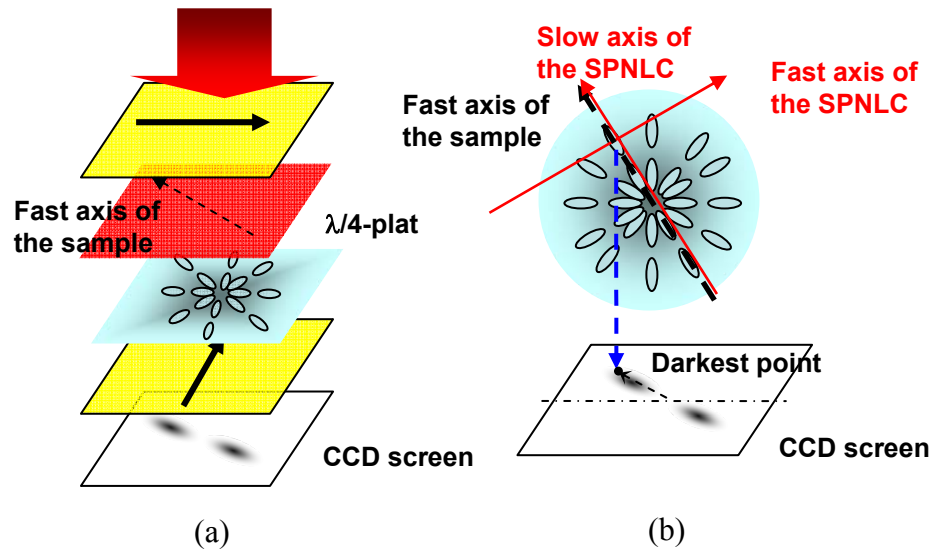 Fast axis of
the sample
λ/4-plat
CCD screen
(a)
Slow axis of
the SPNLC
Fast axis of
the SPNLC
Fast axis of
the sample
Darkest point
CCD screen
(b)